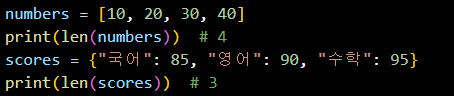 numbers = [10, 20, 30, 40]
print(len(numbers))  # 4
scores = {"국어": 85, "영어": 90, "수학": 95}
print(len(scores))  # 3